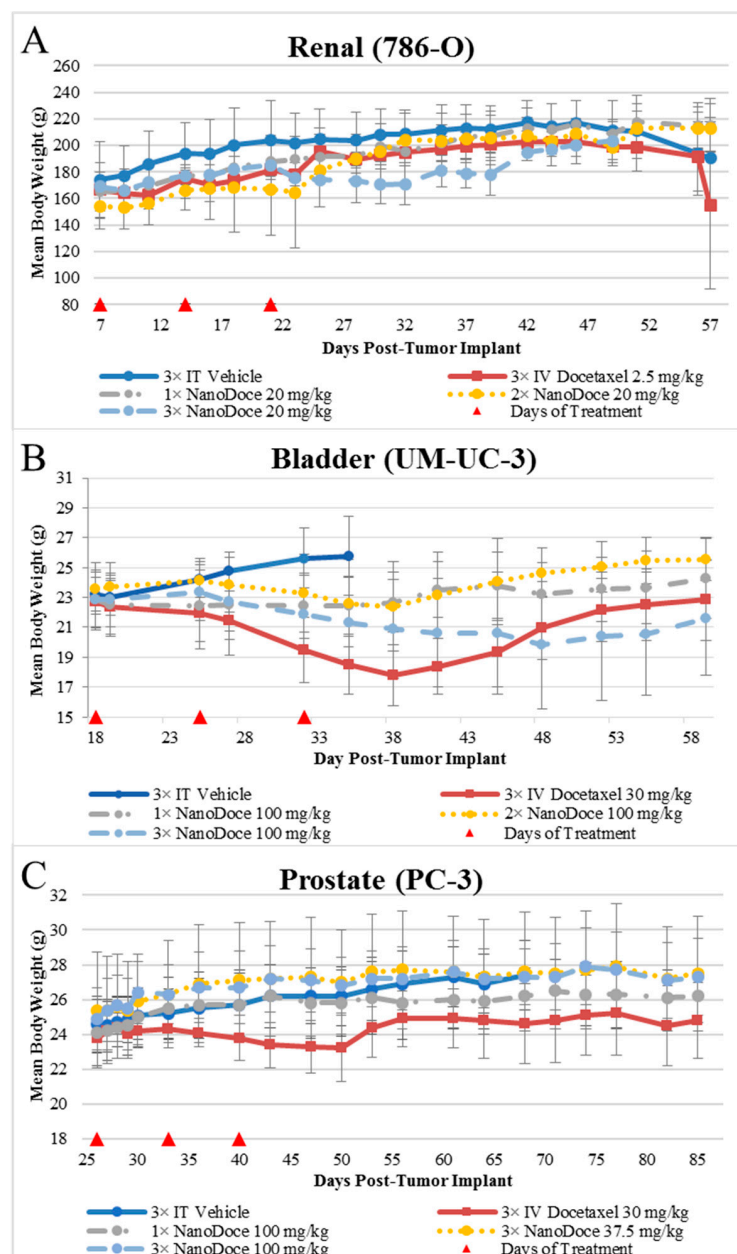 A
Renal (786-O)
260
240
220
200
180
160
140
120
100
80
Mean Body Weight (g)
7 12 17 22 27 32 37 42 47 52 57
Days Post-Tumor Implant
3× IT Vehicle 3× IV Docetaxel 2.5 mg/kg
1× NanoDoce 20 mg/kg 2× NanoDoce 20 mg/kg
3× NanoDoce 20 mg/kg Days of Treatment
B
Bladder (UM-UC-3)
31
29
27
25
23
21
19
17
15
Mean Body Weight (g)
18 23 28 33 38 43 48 53 58
Day Post-Tumor Implant
3× IT Vehicle 3× IV Docetaxel 30 mg/kg
1× NanoDoce 100 mg/kg 2× NanoDoce 100 mg/kg
3× NanoDoce 100 mg/kg Days of Treatment
C
Prostate (PC-3)
32
30
28
26
24
22
20
18
Mean Body Weight (g)
25 30 35 40 45 50 55 60 65 70 75 80 85
Days Post-Tumor Implant
3× IT Vehicle 3× IV Docetaxel 30 mg/kg
1× NanoDoce 100 mg/kg 3× NanoDoce 37.5 mg/kg
3× NanoDoce 100 mg/kg Days of Treatment